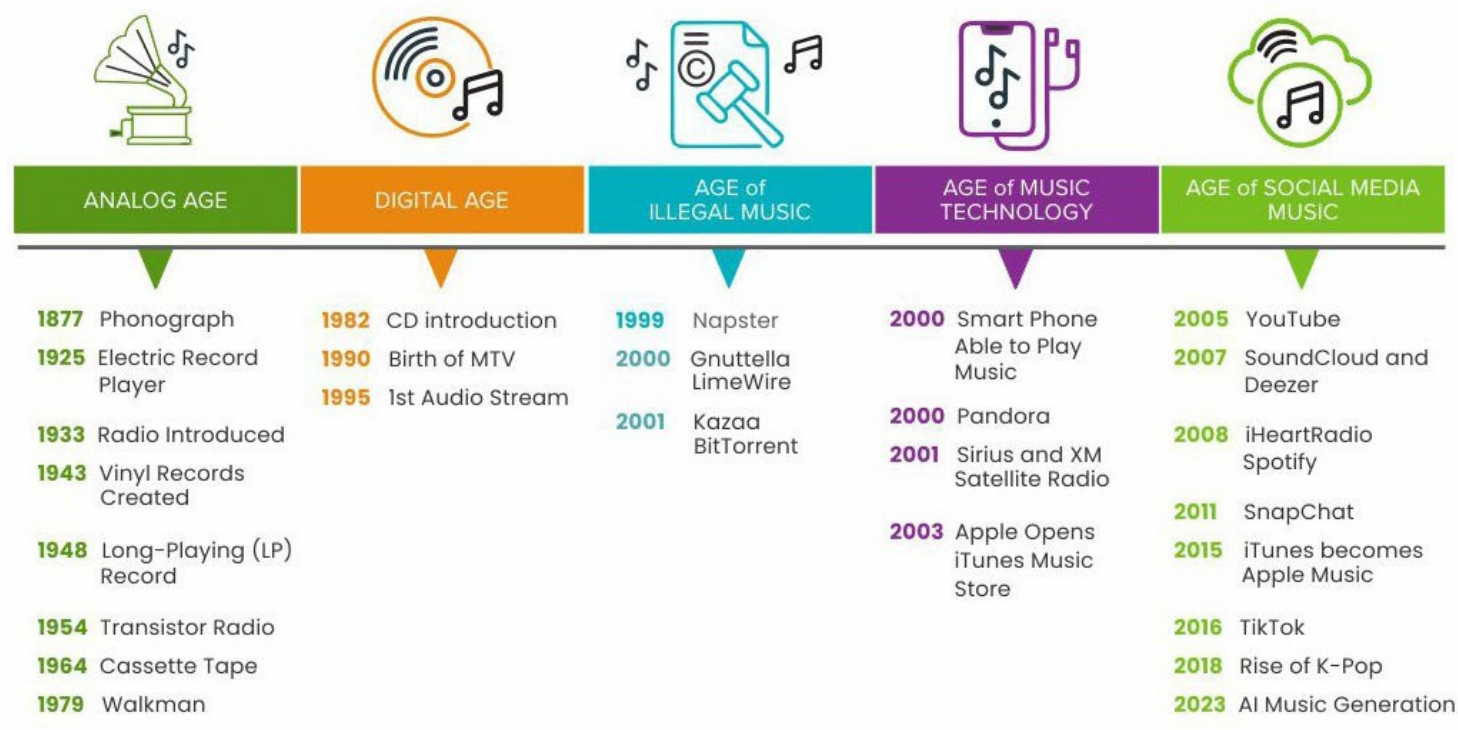 ©
ANALOG AGE
DIGITAL AGE
AGE of
ILLEGAL MUSIC
AGE of MUSIC
TECHNOLOGY
AGE of SOCIAL MEDIA
MUSIC
1877 Phonograph
1925 Electric Record
Player
1933 Radio Introduced
1943 Vinyl Records
Created
1948 Long-Playing (LP)
Record
1954 Transistor Radio
1964 Cassette Tape
1979 Walkman
1982 CD introduction
1990 Birth of MTV
1995 1st Audio Stream
1999 Napster
2000 Gnuttella
LimeWire
2001 Kazaa
BitTorrent
2000 Smart Phone
Able to Play
Music
2000 Pandora
2001 Sirius and XM
Satellite Radio
2003 Apple Opens
iTunes Music
Store
2005 YouTube
2007 SoundCloud and
Deezer
2008 iHeartRadio
Spotify
2011 SnapChat
2015 iTunes becomes
Apple Music
2016 TikTok
2018 Rise of K-Pop
2023 AI Music Generation